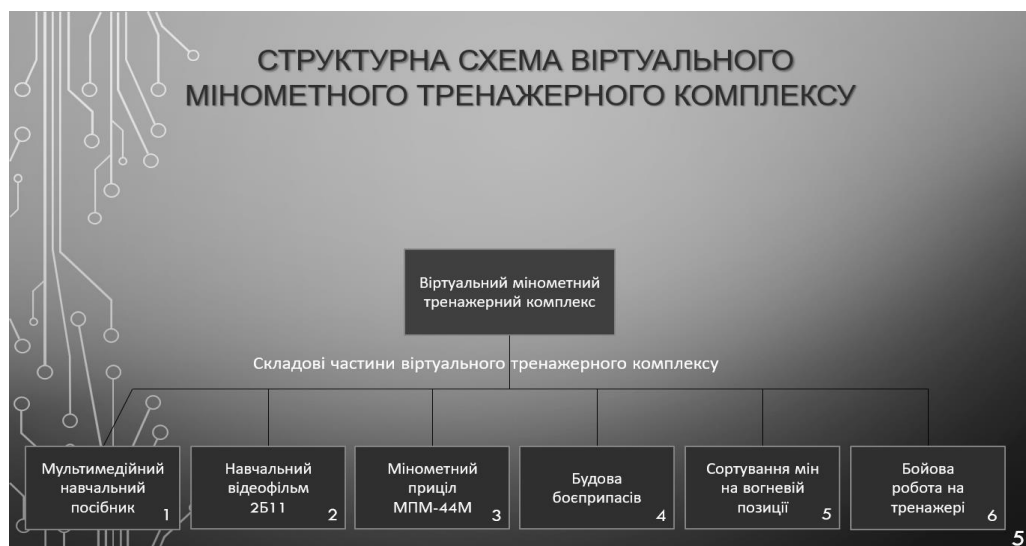 СТРУКТУРНА СХЕМА ВІРТУАЛЬНОГО
МІНОМЕТНОГО ТРЕНАЖЕРНОГО КОМПЛЕКСУ
Віртуальний мінометний
тренажерний комплекс
Складові частини віртуального тренажерного комплексу
Мультимедійний
навчальний
посібник
1
Навчальний
відеофільм
2Б11
2
Мінометний
приціл
МПМ-44М
3
Будова
боєприпасів
4
Сортування мін
на вогневій
позиції
5
Бойова
робота на
тренажері
6
5